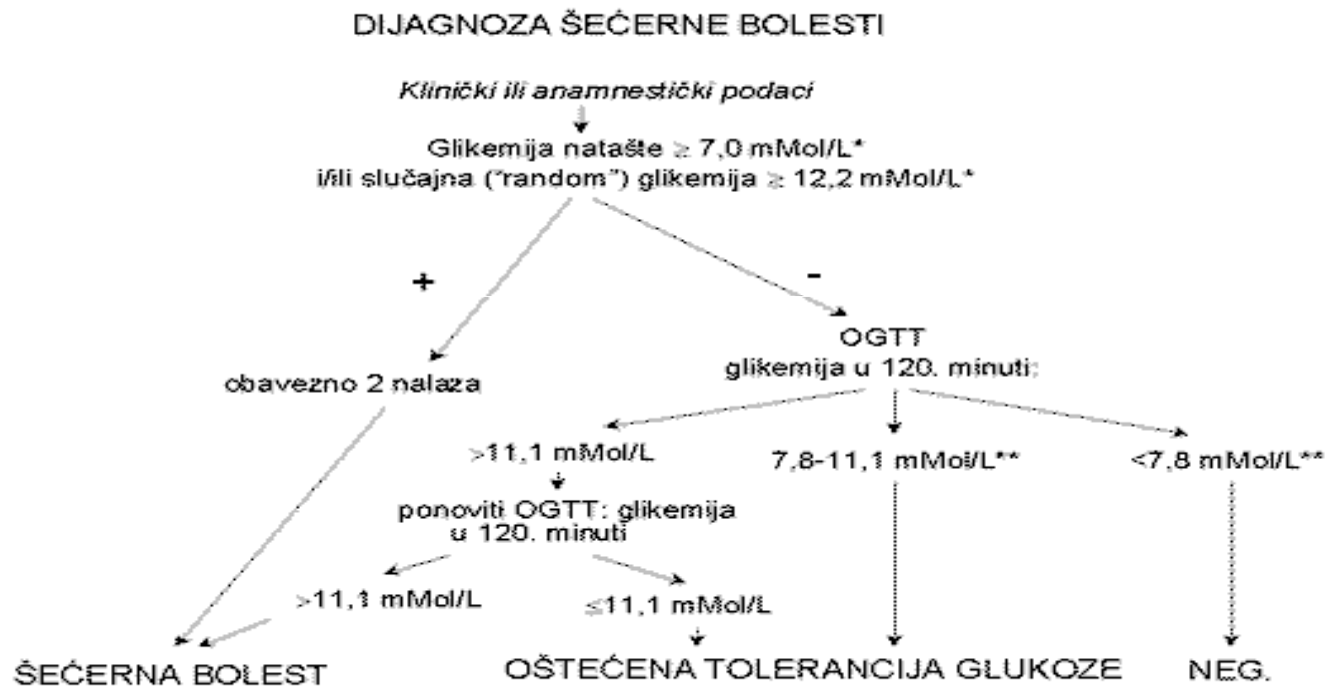 DIJAGNOZA ŠEĆERNE BOLESTI
Klinički ili anamnestički podaci
Glikemija natašte ≥ 7,0 mMol/L*
i/ili slučajna ("random") glikemija ≥ 12,2 mMol/L*
+
-
OGTT
glikemija u 120. minuti:
obavezno 2 nalaza
>11,1 mMol/L
7,8-11,1 mMol/L**
<7,8 mMol/L**
ponoviti OGTT: glikemija
u 120. minuti
>11,1 mMol/L
≤11,1 mMol/L
ŠEĆERNA BOLEST
OŠTEĆENA TOLERANCIJA GLUKOZE
NEG.